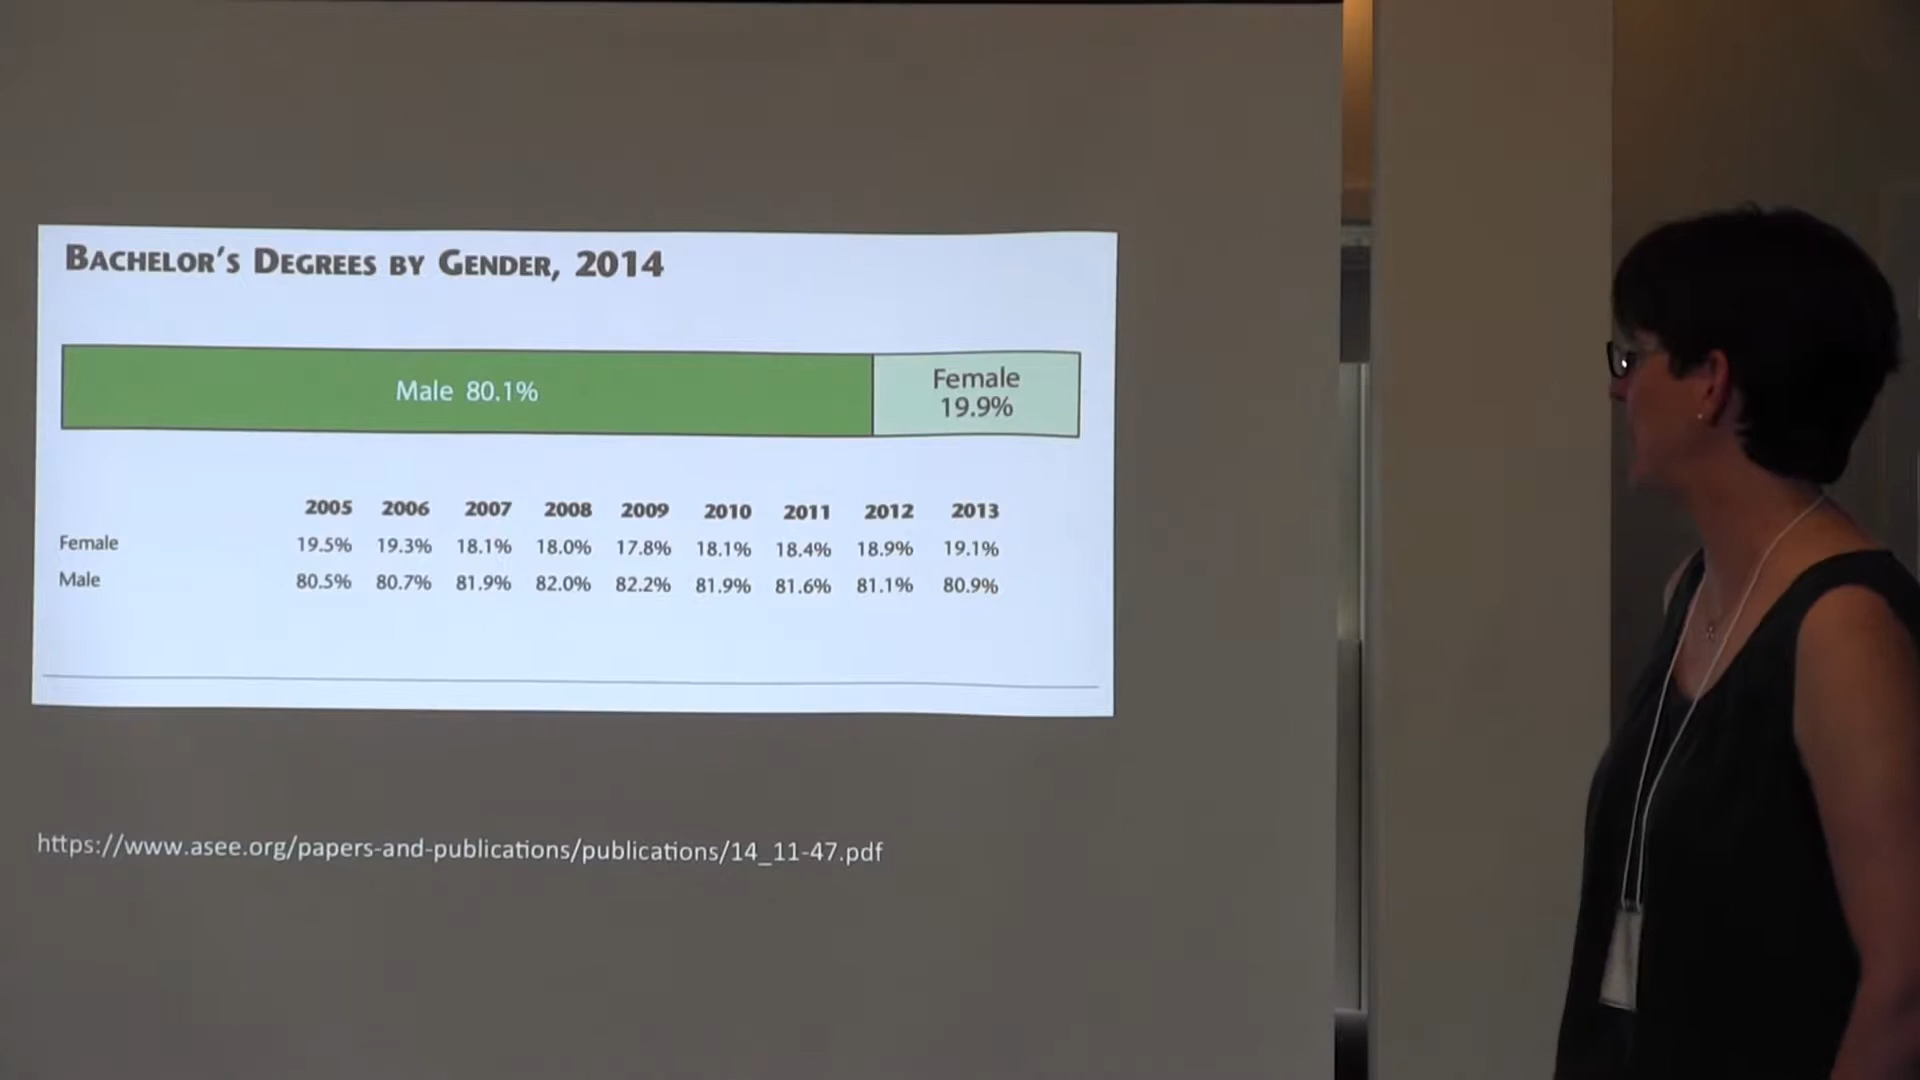 BACHELOR'S DEGREES BY GENDER, 2014
Male 80.1%
Female
19.9%
2005 2006 2007 2008 2009 2010 2011 2012 2013
Female 19.5% 19.3% 18.1% 18.0% 17.8% 18.1% 18.4% 18.9% 19.1%
Male 80.5% 80.7% 81.9% 82.0% 82.2% 81.9% 81.6% 81.1% 80.9%
https://www.asee.org/papers-and-publications/publications/14_11-47.pdf